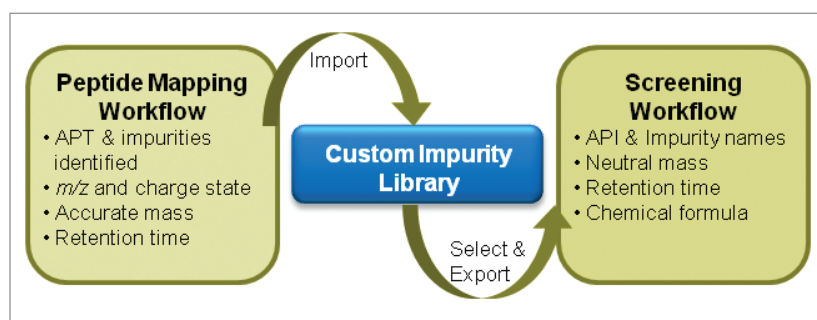 Peptide Mapping
Workflow
• APT & impurities
identified
• m/z and charge state
• Accurate mass
• Retention time
Import
Custom Impurity
Library
Select &
Export
Screening
Workflow
• API & Impurity names
• Neutral mass
• Retention time
• Chemical formula